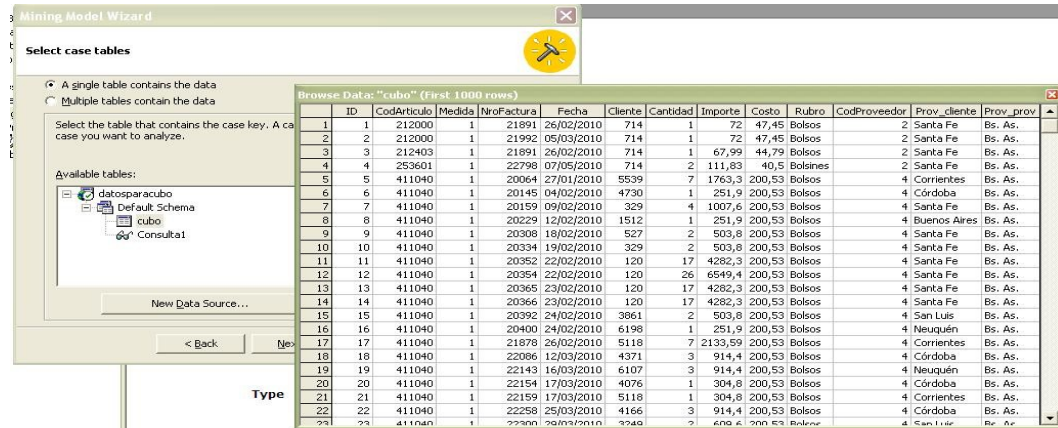 Mining Model Wizard
Select case tables
A single table contains the data
Multiple tables contain the data
Select the table that contains the case key. A ca
case you want to analyze.
Available tables:
datosparacubo
Default Schema
cubo
Consulta1
New Data Source...
< Back
Type
Browse Data: "cubo" (First 1000 rows)
ID CodArticulo Medida NroFactura Fecha Cliente Cantidad Importe Costo Rubro CodProveedor Prov_cliente Prov_prov
1 1 212000 1 21891 26/02/2010 714 1 72 47,45 Bolsos 2 Santa Fe Bs. As.
2 2 212000 1 21992 05/03/2010 714 1 72 47,45 Bolsos 2 Santa Fe Bs. As.
3 3 212403 1 21891 26/02/2010 714 1 67,99 44,79 Bolsos 2 Santa Fe Bs. As.
4 4 253601 1 22798 07/05/2010 714 2 111,83 40,5 Bolsines 2 Santa Fe Bs. As.
5 5 411040 1 20064 27/01/2010 5539 7 1763,3 200,53 Bolsos 4 Corrientes Bs. As.
6 6 411040 1 20145 04/02/2010 4730 1 251,9 200,53 Bolsos 4 Córdoba Bs. As.
7 7 411040 1 20159 09/02/2010 329 4 1007,6 200,53 Bolsos 4 Santa Fe Bs. As.
8 8 411040 1 20229 12/02/2010 1512 1 251,9 200,53 Bolsos 4 Buenos Aires Bs. As.
9 9 411040 1 20308 18/02/2010 527 2 503,8 200,53 Bolsos 4 Santa Fe Bs. As.
10 10 411040 1 20334 19/02/2010 329 2 503,8 200,53 Bolsos 4 Santa Fe Bs. As.
11 11 411040 1 20352 22/02/2010 120 17 4282,3 200,53 Bolsos 4 Santa Fe Bs. As.
12 12 411040 1 20354 22/02/2010 120 26 6549,4 200,53 Bolsos 4 Santa Fe Bs. As.
13 13 411040 1 20365 23/02/2010 120 17 4282,3 200,53 Bolsos 4 Santa Fe Bs. As.
14 14 411040 1 20366 23/02/2010 120 17 4282,3 200,53 Bolsos 4 Santa Fe Bs. As.
15 15 411040 1 20392 24/02/2010 3861 2 503,8 200,53 Bolsos 4 San Luis Bs. As.
16 16 411040 1 20400 24/02/2010 6198 1 251,9 200,53 Bolsos 4 Neuquén Bs. As.
17 17 411040 1 21878 26/02/2010 5118 7 2133,59 200,53 Bolsos 4 Corrientes Bs. As.
18 18 411040 1 22086 12/03/2010 4371 3 914,4 200,53 Bolsos 4 Córdoba Bs. As.
19 19 411040 1 22143 16/03/2010 6107 3 914,4 200,53 Bolsos 4 Neuquén Bs. As.
20 20 411040 1 22154 17/03/2010 4076 1 304,8 200,53 Bolsos 4 Córdoba Bs. As.
21 21 411040 1 22159 17/03/2010 5118 1 304,8 200,53 Bolsos 4 Corrientes Bs. As.
22 22 411040 1 22258 25/03/2010 4166 3 914,4 200,53 Bolsos 4 Córdoba Bs. As.
23 23 411040 1 22300 29/03/2010 3249 2 609,6 200,53 Bolsos 4 San Luis Bs. As.